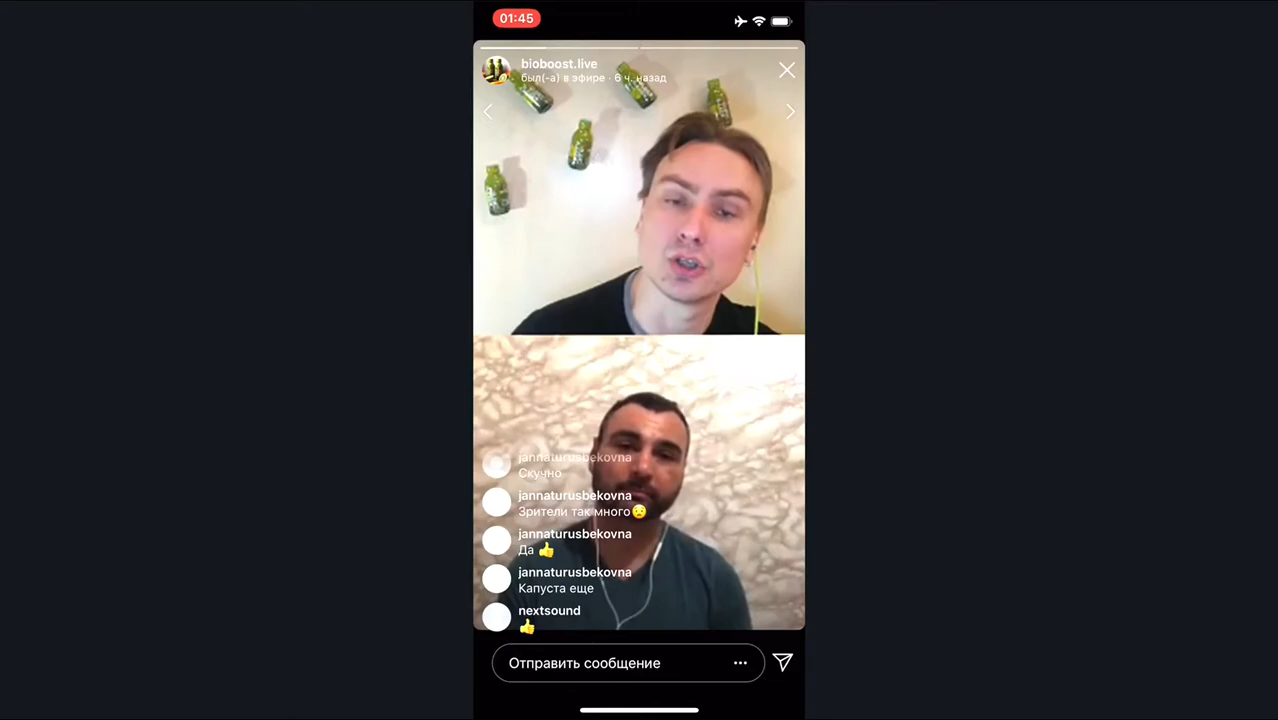 01:45
bioboost.live
был(-а) в эфире · 6 ч. назад
jannaturusbekovna
Скучно
jannaturusbekovna
Зрители так много😟
jannaturusbekovna
Да 👍
jannaturusbekovna
Капуста еще
nextsound
👍
Отправить сообщение